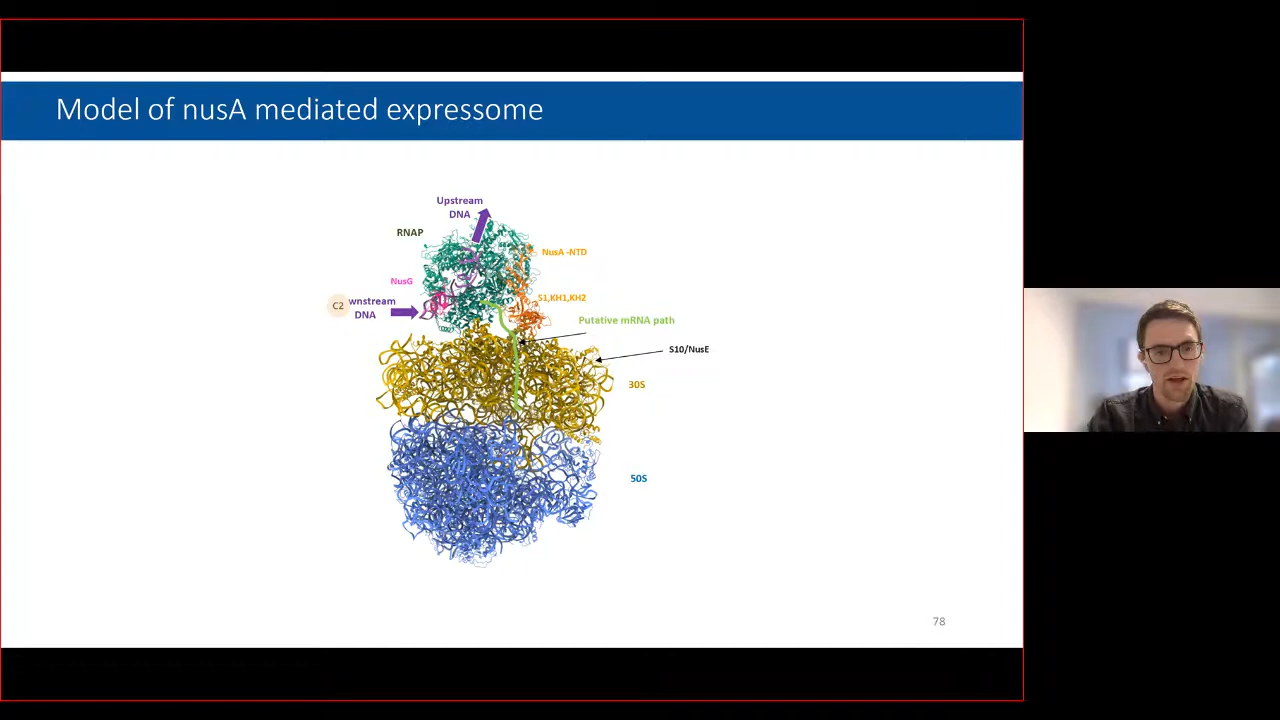 Model of nusA mediated expressome
Upstream
DNA
RNAP
NusA -NTD
NusG
S1,KH1,KH2
C2
wnstream
DNA
Putative mRNA path
S10/NusE
30S
50S
78